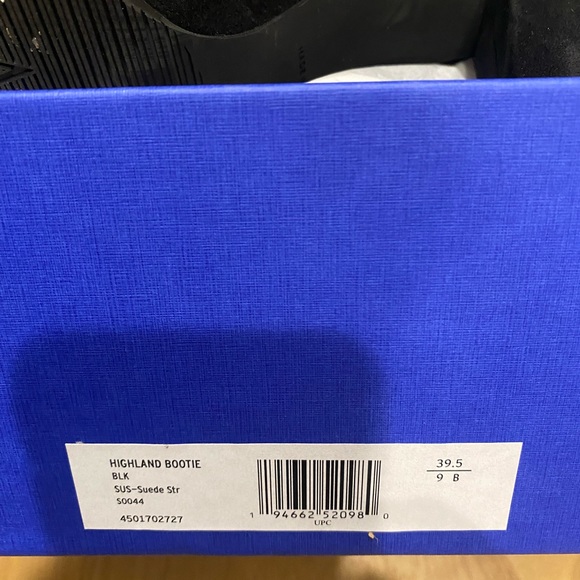 HIGHLAND BOOTIE
BLK
SUS-Suede Str
S0044
4501702727
1 94662 52098 0
UPC
39.5
9 B